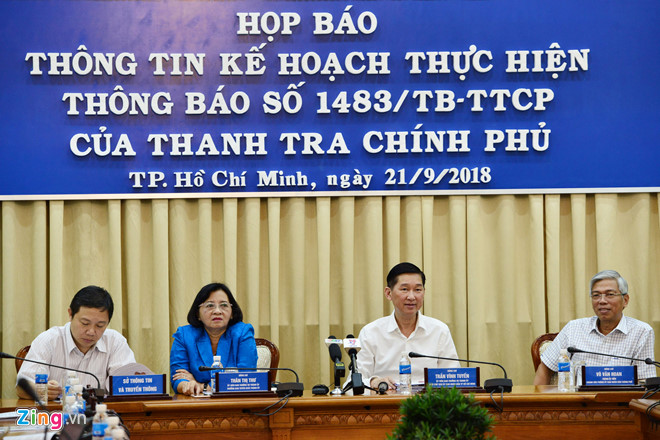 HỌP BÁO
THÔNG TIN KẾ HOẠCH THỰC HIỆN
THÔNG BÁO SỐ 1483/TB-TTCP
CỦA THANH TRA CHÍNH PHỦ
TP. Hồ Chí Minh, ngày 21/9/2018
SỞ THÔNG TIN
VÀ TRUYỀN THÔNG
TRẦN THỊ THƯ
TRẦN VĨNH TUYẾN
VÕ VĂN HOAN
Zing.vn